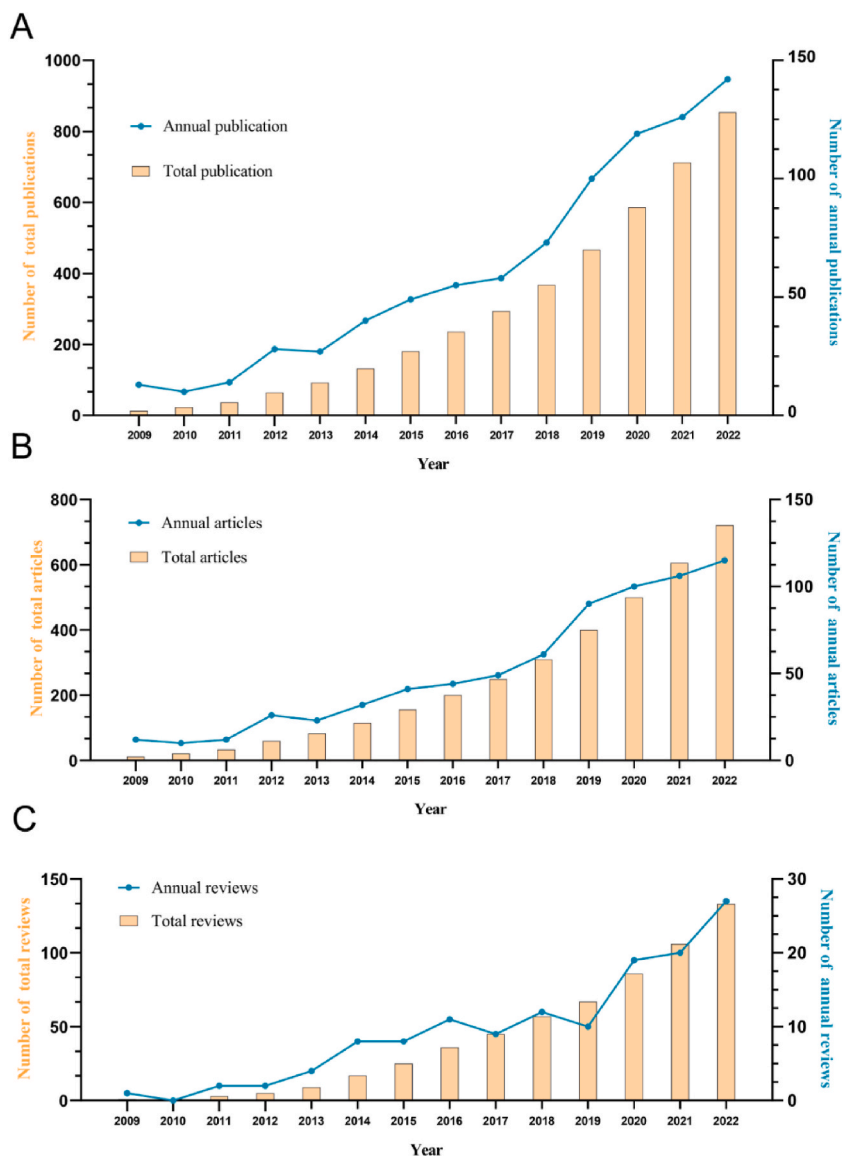 A
Number of total publications
1000
800
600
400
200
0
Annual publication
Total publication
150
100
50
0
Number of annual publications
2009 2010 2011 2012 2013 2014 2015 2016 2017 2018 2019 2020 2021 2022
Year
B
Number of total articles
800
600
400
200
0
Annual articles
Total articles
150
100
50
0
Number of annual articles
2009 2010 2011 2012 2013 2014 2015 2016 2017 2018 2019 2020 2021 2022
Year
C
Number of total reviews
150
100
50
0
Annual reviews
Total reviews
30
20
10
0
Number of annual reviews
2009 2010 2011 2012 2013 2014 2015 2016 2017 2018 2019 2020 2021 2022
Year